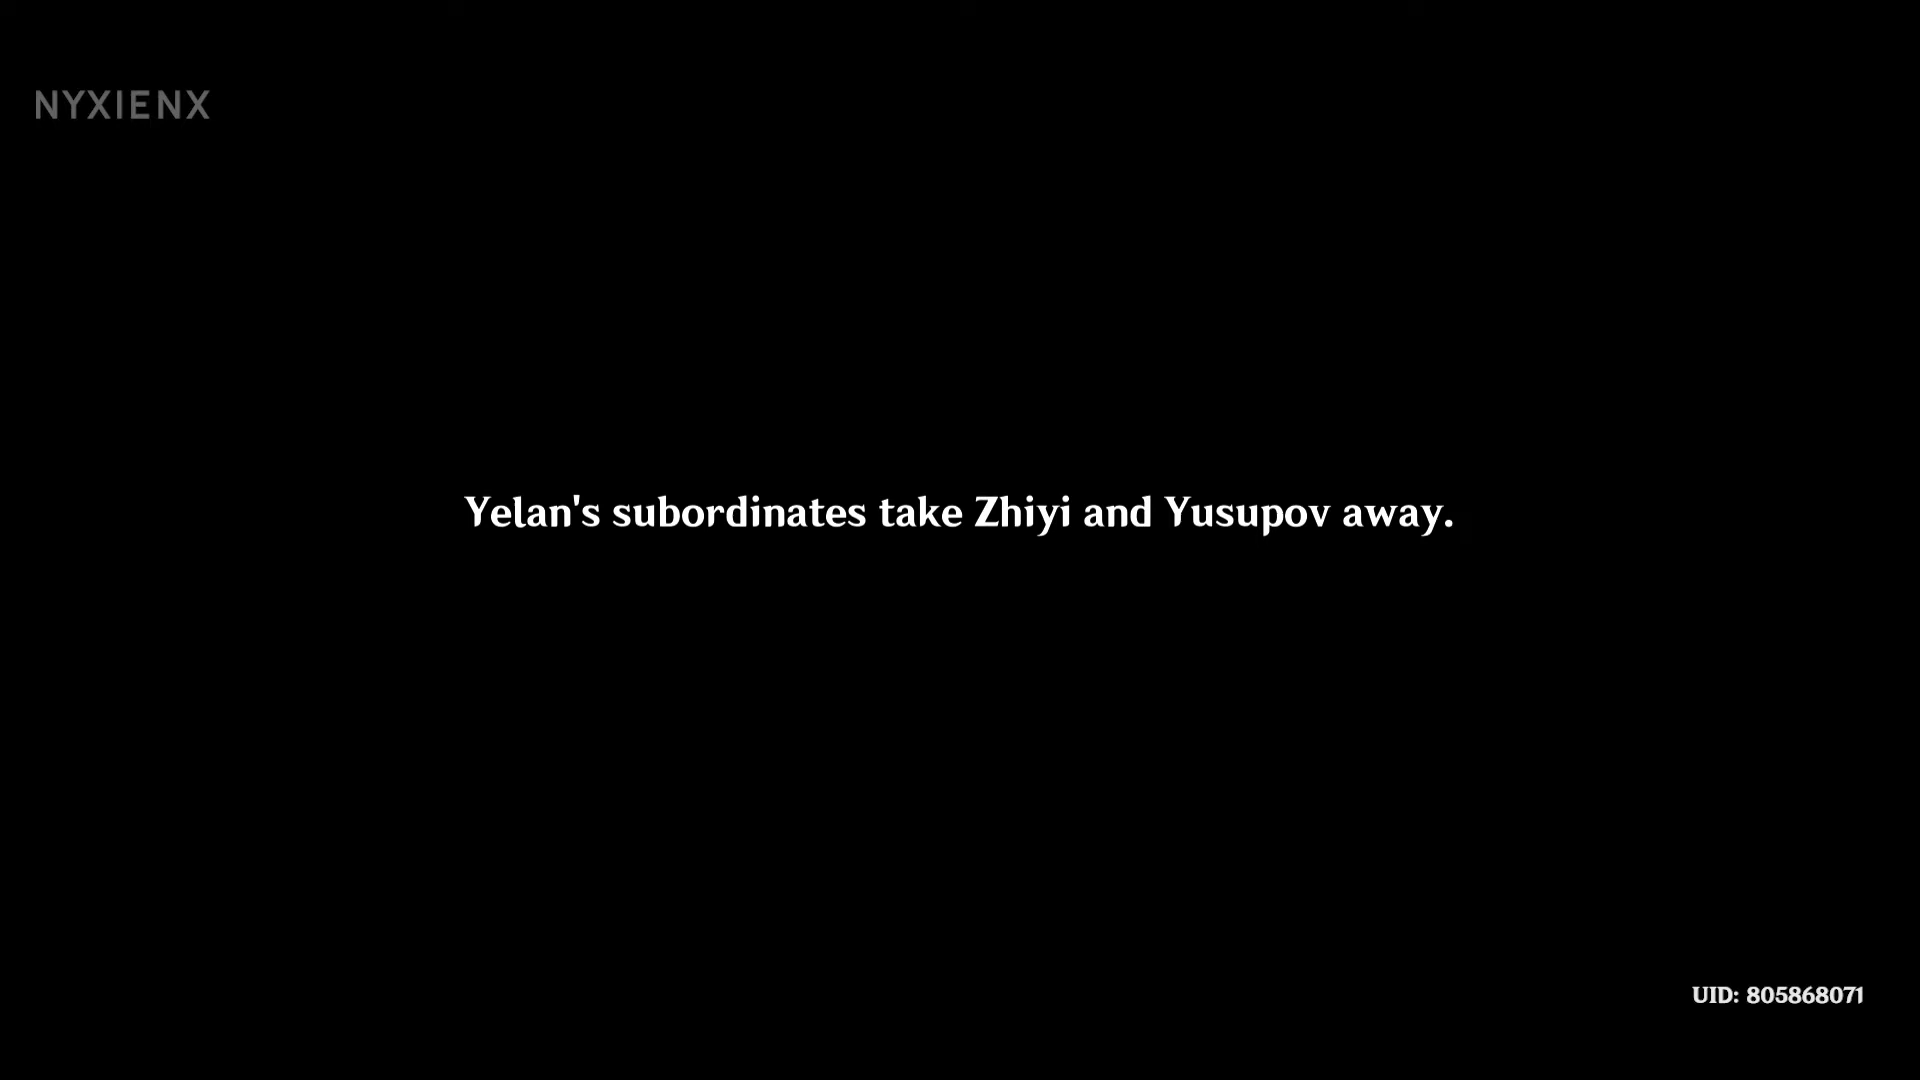 NYXIENX
Yelan's subordinates take Zhiyi and Yusupov away.
UID: 805868071